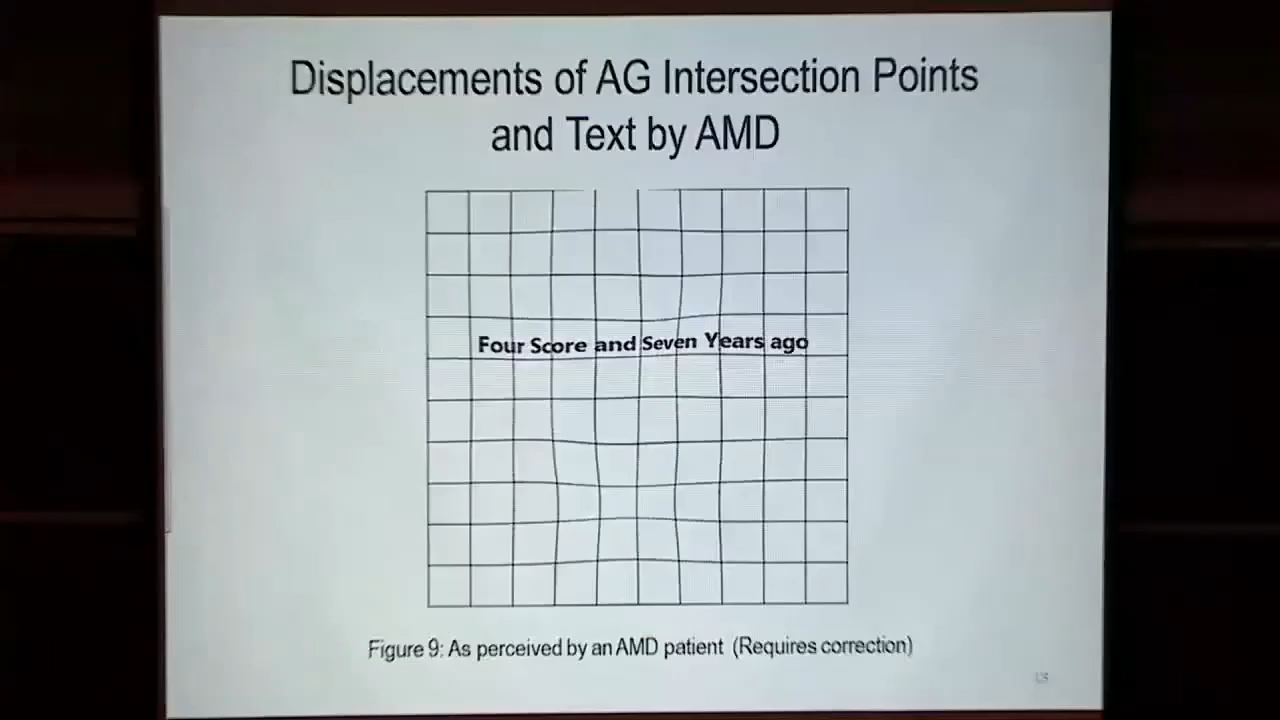 Displacements of AG Intersection Points
and Text by AMD
Four Score and Seven Years ago
Figure 9: As perceived by an AMD patient (Requires correction)